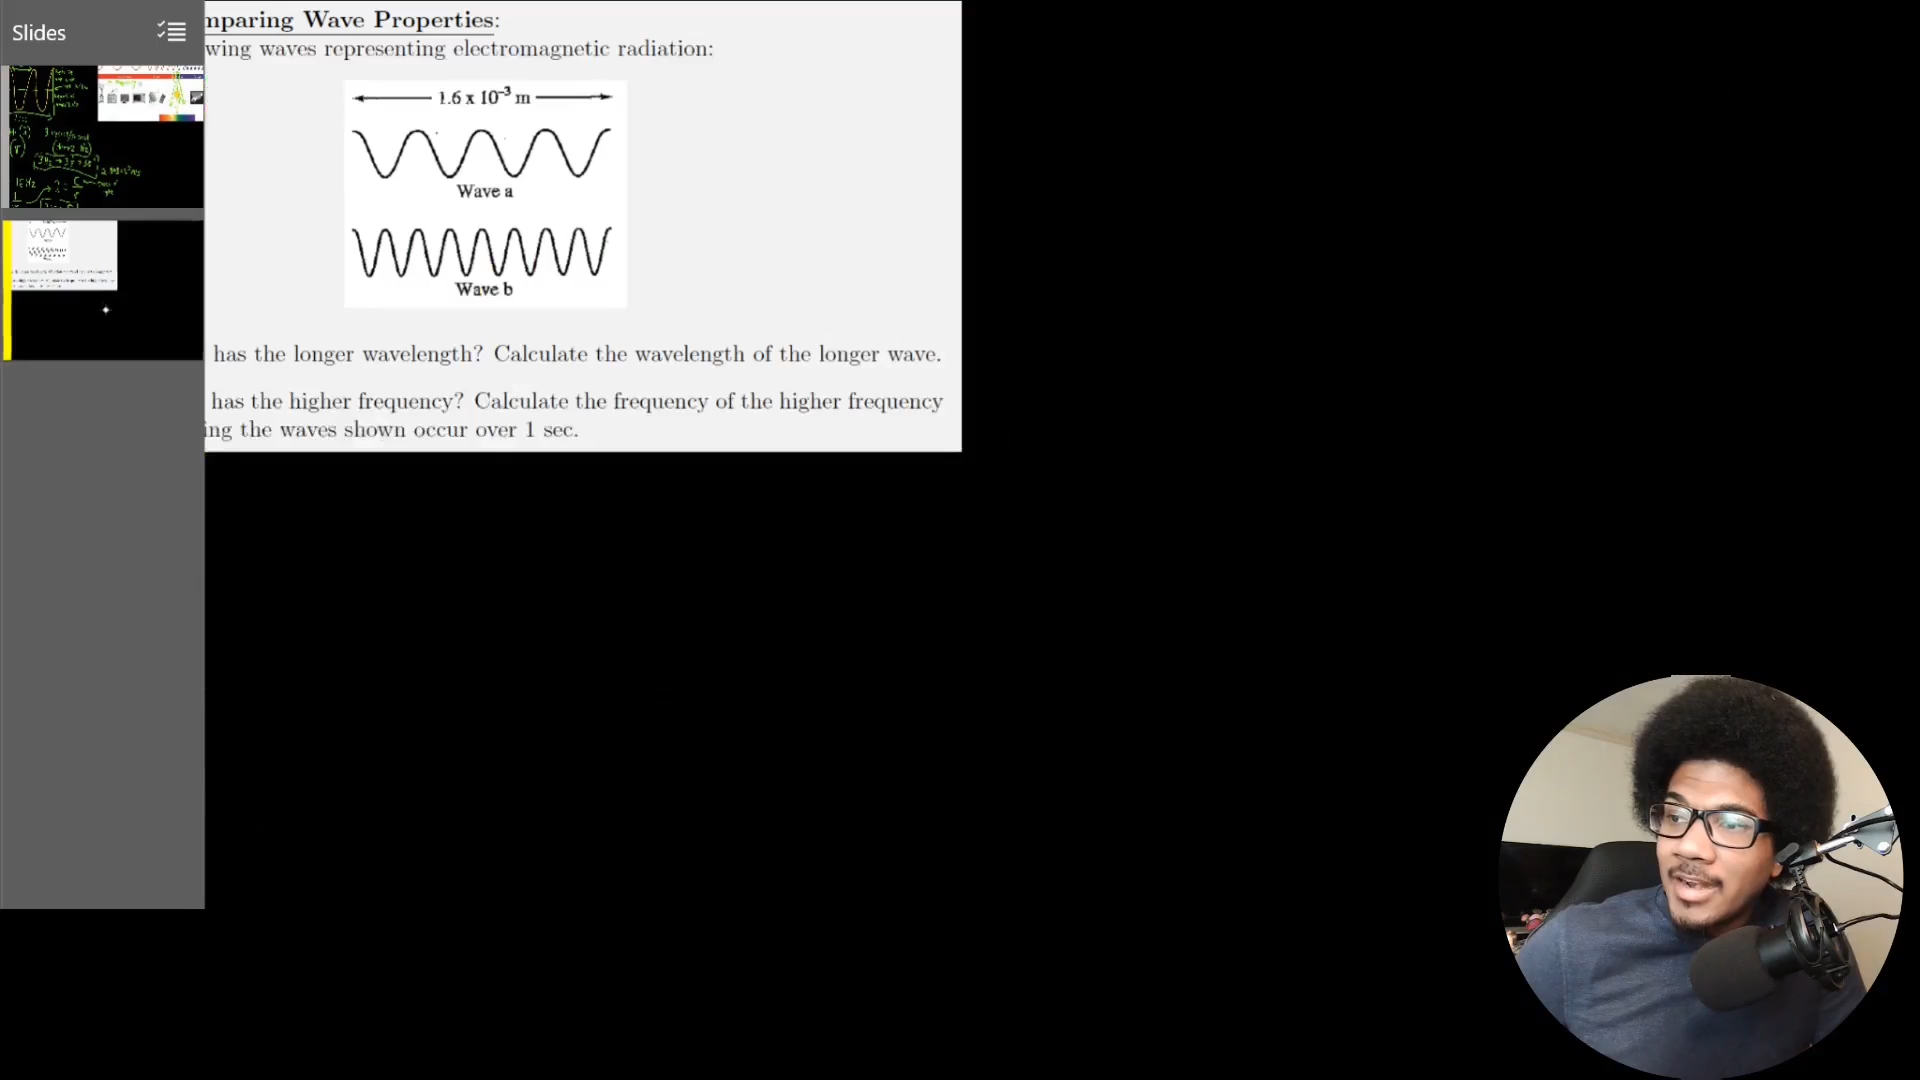 Slides
mparing Wave Properties:
wing waves representing electromagnetic radiation:
1.6 x 10⁻³ m
Wave a
Wave b
has the longer wavelength? Calculate the wavelength of the longer wave.
has the higher frequency? Calculate the frequency of the higher frequency
ing the waves shown occur over 1 sec.